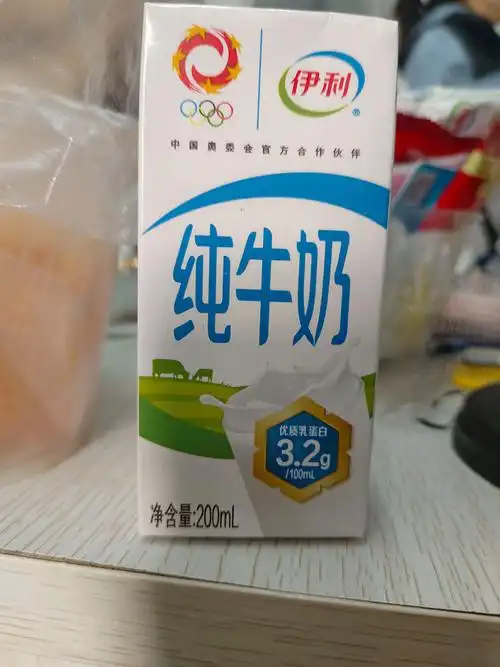 伊利
®
中国奥委会官方合作伙伴
纯牛奶
优质乳蛋白
3.2g
/100mL
净含量:200mL